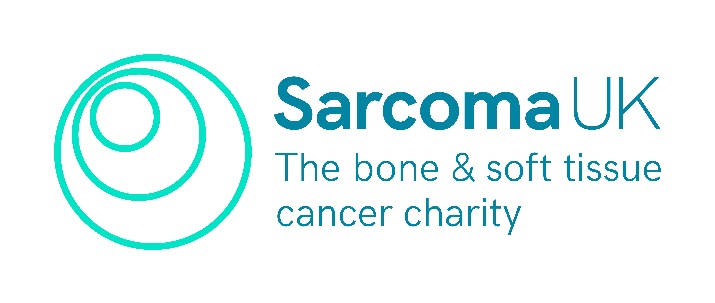 Sarcoma UK
The bone & soft tissue
cancer charity